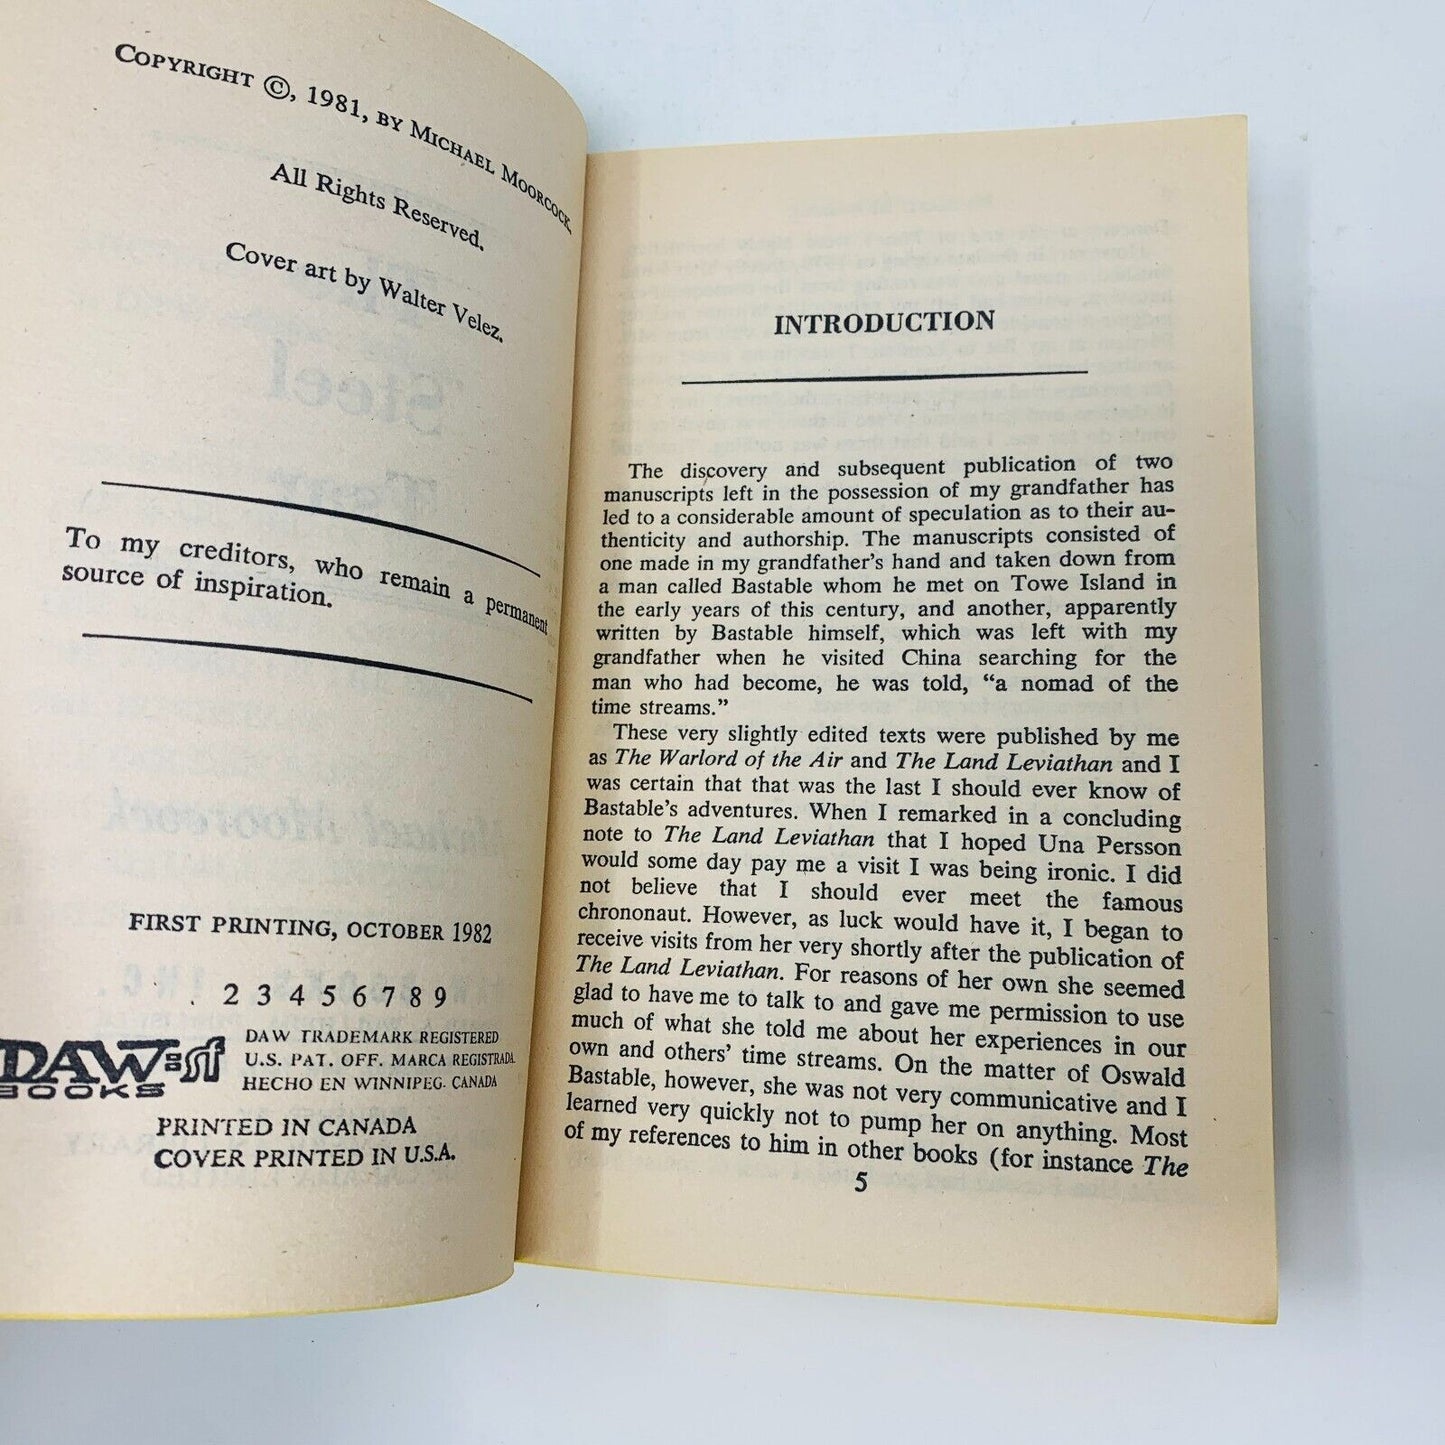 COPYRIGHT ©, 1981, BY MICHAEL MOORCOCK.
All Rights Reserved.
Cover art by Walter Velez.
To my creditors, who remain a permanent
source of inspiration.
FIRST PRINTING, OCTOBER 1982
2 3 4 5 6 7 8 9
DAW sf
BOOKS
DAW TRADEMARK REGISTERED
U.S. PAT. OFF. MARCA REGISTRADA.
HECHO EN WINNIPEG. CANADA
PRINTED IN CANADA
COVER PRINTED IN U.S.A.
INTRODUCTION
The discovery and subsequent publication of two
manuscripts left in the possession of my grandfather has
led to a considerable amount of speculation as to their au-
thenticity and authorship. The manuscripts consisted of
one made in my grandfather's hand and taken down from
a man called Bastable whom he met on Towe Island in
the early years of this century, and another, apparently
written by Bastable himself, which was left with my
grandfather when he visited China searching for the
man who had become, he was told, “a nomad of the
time streams.”
These very slightly edited texts were published by me
as The Warlord of the Air and The Land Leviathan and I
was certain that that was the last I should ever know of
Bastable's adventures. When I remarked in a concluding
note to The Land Leviathan that I hoped Una Persson
would some day pay me a visit I was being ironic. I did
not believe that I should ever meet the famous
chrononaut. However, as luck would have it, I began to
receive visits from her very shortly after the publication of
The Land Leviathan. For reasons of her own she seemed
glad to have me to talk to and gave me permission to use
much of what she told me about her experiences in our
own and others' time streams. On the matter of Oswald
Bastable, however, she was not very communicative and I
learned very quickly not to pump her on anything. Most
of my references to him in other books (for instance The
5